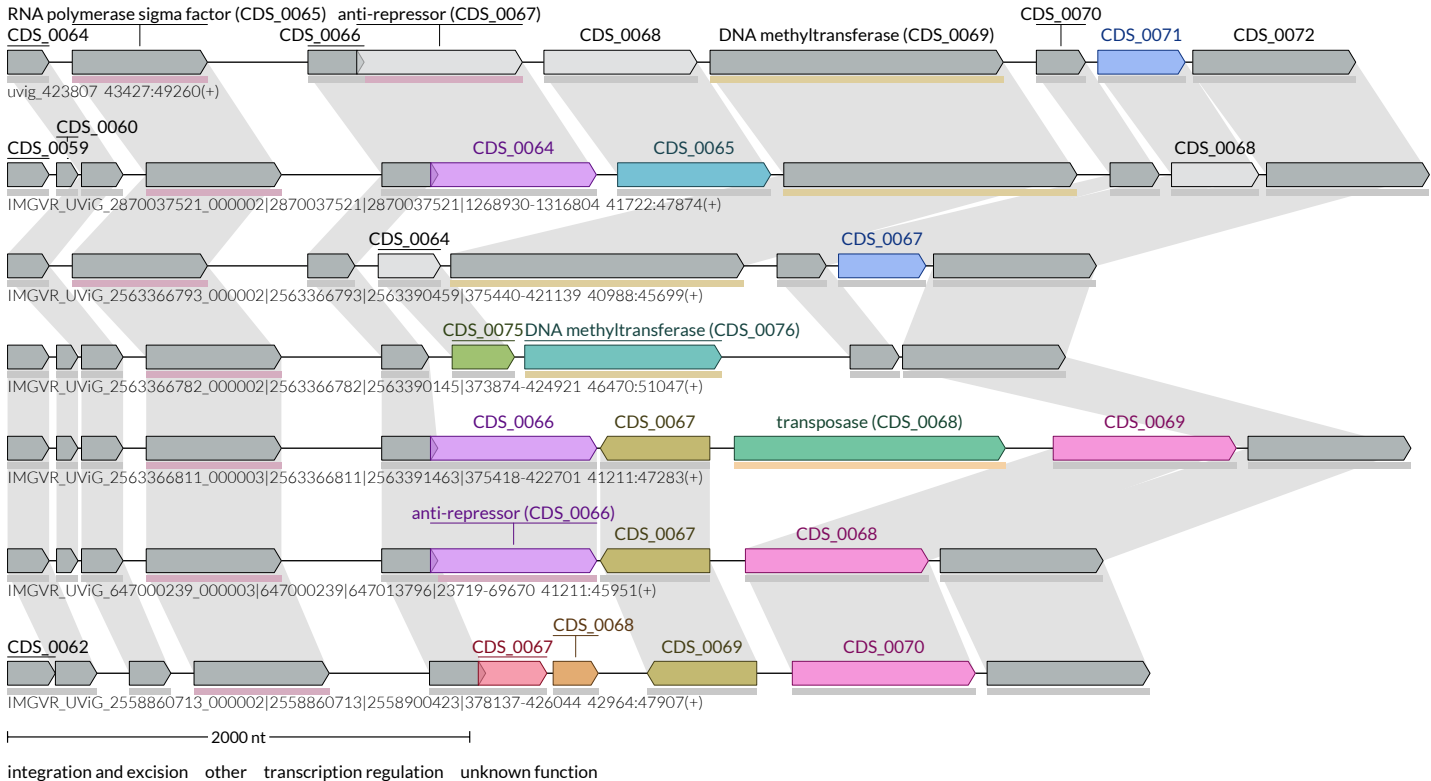 RNA polymerase sigma factor (CDS_0065) anti-repressor (CDS_0067) CDS_0070
CDS_0064 CDS_0066 CDS_0068 DNA methyltransferase (CDS_0069) CDS_0071 CDS_0072
uvig_423807 43427:49260(+)
CDS_0060
CDS_0059 CDS_0064 CDS_0065 CDS_0068
IMGVR_UViG_2870037521_000002|2870037521|2870037521|1268930-1316804 41722:47874(+)
CDS_0064 CDS_0067
IMGVR_UViG_2563366793_000002|2563366793|2563390459|375440-421139 40988:45699(+)
CDS_0075 DNA methyltransferase (CDS_0076)
IMGVR_UViG_2563366782_000002|2563366782|2563390145|373874-424921 46470:51047(+)
CDS_0066 CDS_0067 transposase (CDS_0068) CDS_0069
IMGVR_UViG_2563366811_000003|2563366811|2563391463|375418-422701 41211:47283(+)
anti-repressor (CDS_0066) CDS_0067 CDS_0068
IMGVR_UViG_647000239_000003|647000239|647013796|23719-69670 41211:45951(+)
CDS_0068
CDS_0062 CDS_0067 CDS_0069 CDS_0070
IMGVR_UViG_2558860713_000002|2558860713|2558900423|378137-426044 42964:47907(+)
2000 nt
integration and excision other transcription regulation unknown function